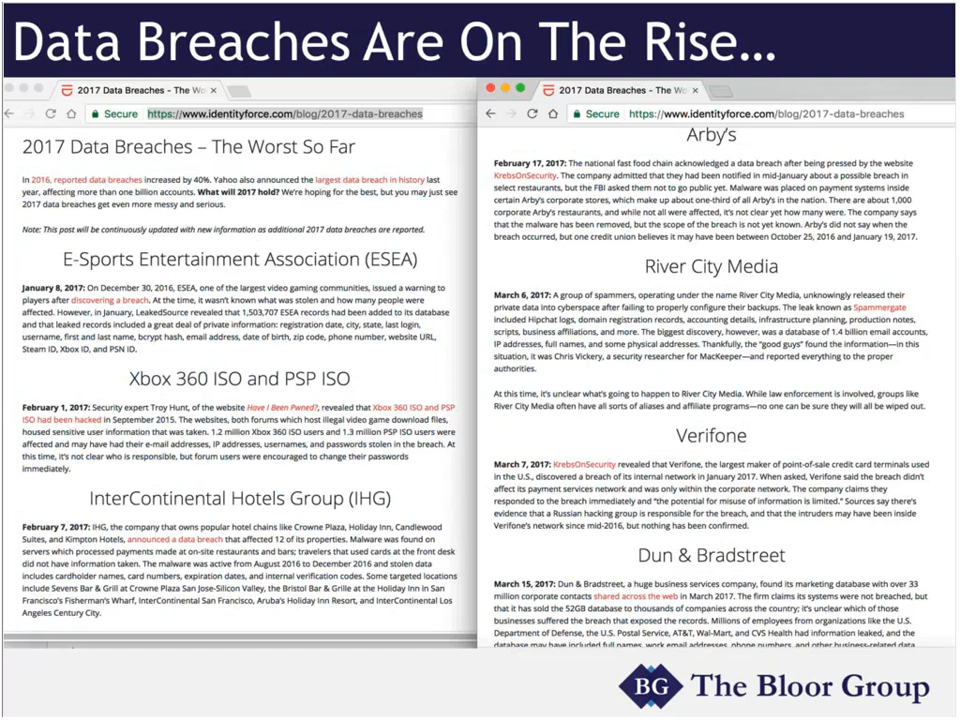 Data Breaches Are On The Rise...
2017 Data Breaches - The Wo ×
Secure https://www.identityforce.com/blog/2017-data-breaches
2017 Data Breaches – The Worst So Far
In 2016, reported data breaches increased by 40%. Yahoo also announced the largest data breach in history last
year, affecting more than one billion accounts. What will 2017 hold? We're hoping for the best, but you may just see
2017 data breaches get even more messy and serious.
Note: This post will be continuously updated with new information as additional 2017 data breaches are reported.
E-Sports Entertainment Association (ESEA)
January 8, 2017: On December 30, 2016, ESEA, one of the largest video gaming communities, issued a warning to
players after discovering a breach. At the time, it wasn't known what was stolen and how many people were
affected. However, in January, LeakedSource revealed that 1,503,707 ESEA records had been added to its database
and that leaked records included a great deal of private information: registration date, city, state, last login,
username, first and last name, bcrypt hash, email address, date of birth, zip code, phone number, website URL,
Steam ID, Xbox ID, and PSN ID.
Xbox 360 ISO and PSP ISO
February 1, 2017: Security expert Troy Hunt, of the website Have I Been Pwned?, revealed that Xbox 360 ISO and PSP
ISO had been hacked in September 2015. The websites, both forums which host illegal video game download files,
housed sensitive user information that was taken. 1.2 million Xbox 360 ISO users and 1.3 million PSP ISO users were
affected and may have had their e-mail addresses, IP addresses, usernames, and passwords stolen in the breach. At
this time, it's not clear who is responsible, but forum users were encouraged to change their passwords
immediately.
InterContinental Hotels Group (IHG)
February 7, 2017: IHG, the company that owns popular hotel chains like Crowne Plaza, Holiday Inn, Candlewood
Suites, and Kimpton Hotels, announced a data breach that affected 12 of its properties. Malware was found on
servers which processed payments made at on-site restaurants and bars; travelers that used cards at the front desk
did not have information taken. The malware was active from August 2016 to December 2016 and stolen data
includes cardholder names, card numbers, expiration dates, and internal verification codes. Some targeted locations
include Sevens Bar & Grill at Crowne Plaza San Jose-Silicon Valley, the Bristol Bar & Grille at the Holiday Inn in San
Francisco's Fisherman's Wharf, InterContinental San Francisco, Aruba's Holiday Inn Resort, and InterContinental Los
Angeles Century City.
2017 Data Breaches - The Wo ×
Secure https://www.identityforce.com/blog/2017-data-breaches
Arby's
February 17, 2017: The national fast food chain acknowledged a data breach after being pressed by the website
KrebsOnSecurity. The company admitted that they had been notified in mid-January about a possible breach in
select restaurants, but the FBI asked them not to go public yet. Malware was placed on payment systems inside
certain Arby's corporate stores, which make up about one-third of all Arby's in the nation. There are about 1,000
corporate Arby's restaurants, and while not all were affected, it's not clear yet how many were. The company says
that the malware has been removed, but the scope of the breach is not yet known. Arby's did not say when the
breach occurred, but one credit union believes it may have been between October 25, 2016 and January 19, 2017.
River City Media
March 6, 2017: A group of spammers, operating under the name River City Media, unknowingly released their
private data into cyberspace after failing to properly configure their backups. The leak known as Spammergate
included Hipchat logs, domain registration records, accounting details, infrastructure planning, production notes,
scripts, business affiliations, and more. The biggest discovery, however, was a database of 1.4 billion email accounts,
IP addresses, full names, and some physical addresses. Thankfully, the "good guys" found the information—in this
situation, it was Chris Vickery, a security researcher for MacKeeper—and reported everything to the proper
authorities.
At this time, it's unclear what's going to happen to River City Media. While law enforcement is involved, groups like
River City Media often have all sorts of aliases and affiliate programs—no one can be sure they will all be wiped out.
Verifone
March 7, 2017: KrebsOnSecurity revealed that Verifone, the largest maker of point-of-sale credit card terminals used
in the U.S., discovered a breach of its internal network in January 2017. When asked, Verifone said the breach didn't
affect its payment services network and was only within the corporate network. The company claims they
responded to the breach immediately and "the potential for misuse of information is limited." Sources say there's
evidence that a Russian hacking group is responsible for the breach, and that the intruders may have been inside
Verifone's network since mid-2016, but nothing has been confirmed.
Dun & Bradstreet
March 15, 2017: Dun & Bradstreet, a huge business services company, found its marketing database with over 33
million corporate contacts shared across the web in March 2017. The firm claims its systems were not breached, but
that it has sold the 52GB database to thousands of companies across the country; it's unclear which of those
businesses suffered the breach that exposed the records. Millions of employees from organizations like the U.S.
Department of Defense, the U.S. Postal Service, AT&T, Wal-Mart, and CVS Health had information leaked, and the
database may have included full names, work email addresses, phone numbers, and other business-related data
BG The Bloor Group